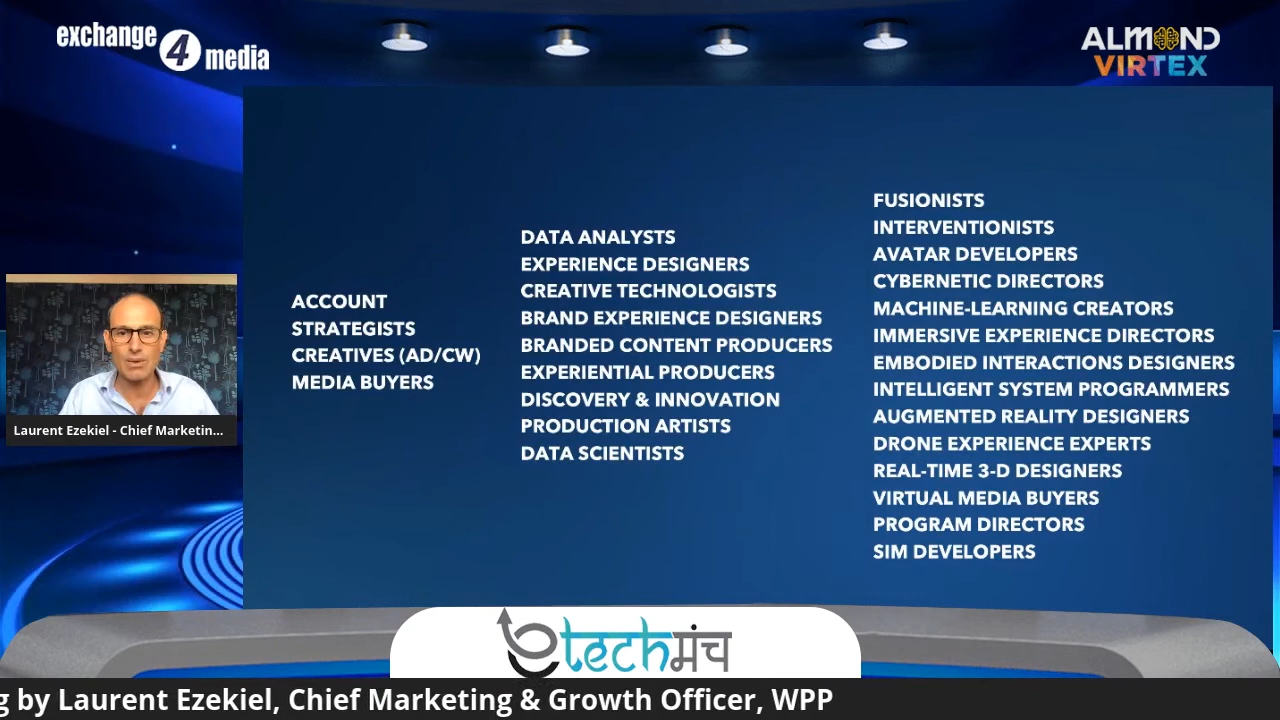 exchange
4
media
ALMOND
VIRTEX
ACCOUNT
STRATEGISTS
CREATIVES (AD/CW)
MEDIA BUYERS
DATA ANALYSTS
EXPERIENCE DESIGNERS
CREATIVE TECHNOLOGISTS
BRAND EXPERIENCE DESIGNERS
BRANDED CONTENT PRODUCERS
EXPERIENTIAL PRODUCERS
DISCOVERY & INNOVATION
PRODUCTION ARTISTS
DATA SCIENTISTS
FUSIONISTS
INTERVENTIONISTS
AVATAR DEVELOPERS
CYBERNETIC DIRECTORS
MACHINE-LEARNING CREATORS
IMMERSIVE EXPERIENCE DIRECTORS
EMBODIED INTERACTIONS DESIGNERS
INTELLIGENT SYSTEM PROGRAMMERS
AUGMENTED REALITY DESIGNERS
DRONE EXPERIENCE EXPERTS
REAL-TIME 3-D DESIGNERS
VIRTUAL MEDIA BUYERS
PROGRAM DIRECTORS
SIM DEVELOPERS
Laurent Ezekiel - Chief Marketin...
etechमंच
g by Laurent Ezekiel, Chief Marketing & Growth Officer, WPP